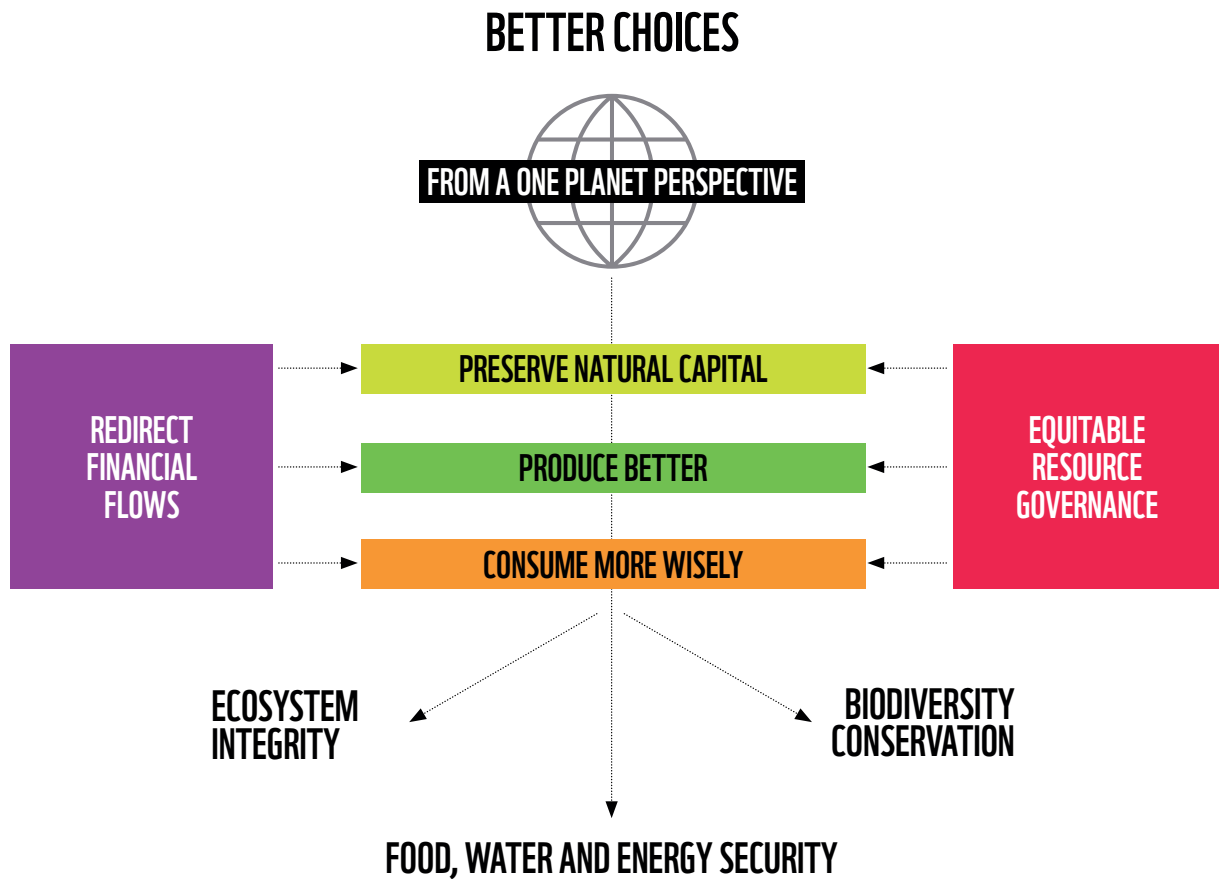 BETTER CHOICES
FROM A ONE PLANET PERSPECTIVE
PRESERVE NATURAL CAPITAL
REDIRECT
FINANCIAL
FLOWS
PRODUCE BETTER
EQUITABLE
RESOURCE
GOVERNANCE
CONSUME MORE WISELY
ECOSYSTEM
INTEGRITY
BIODIVERSITY
CONSERVATION
FOOD, WATER AND ENERGY SECURITY